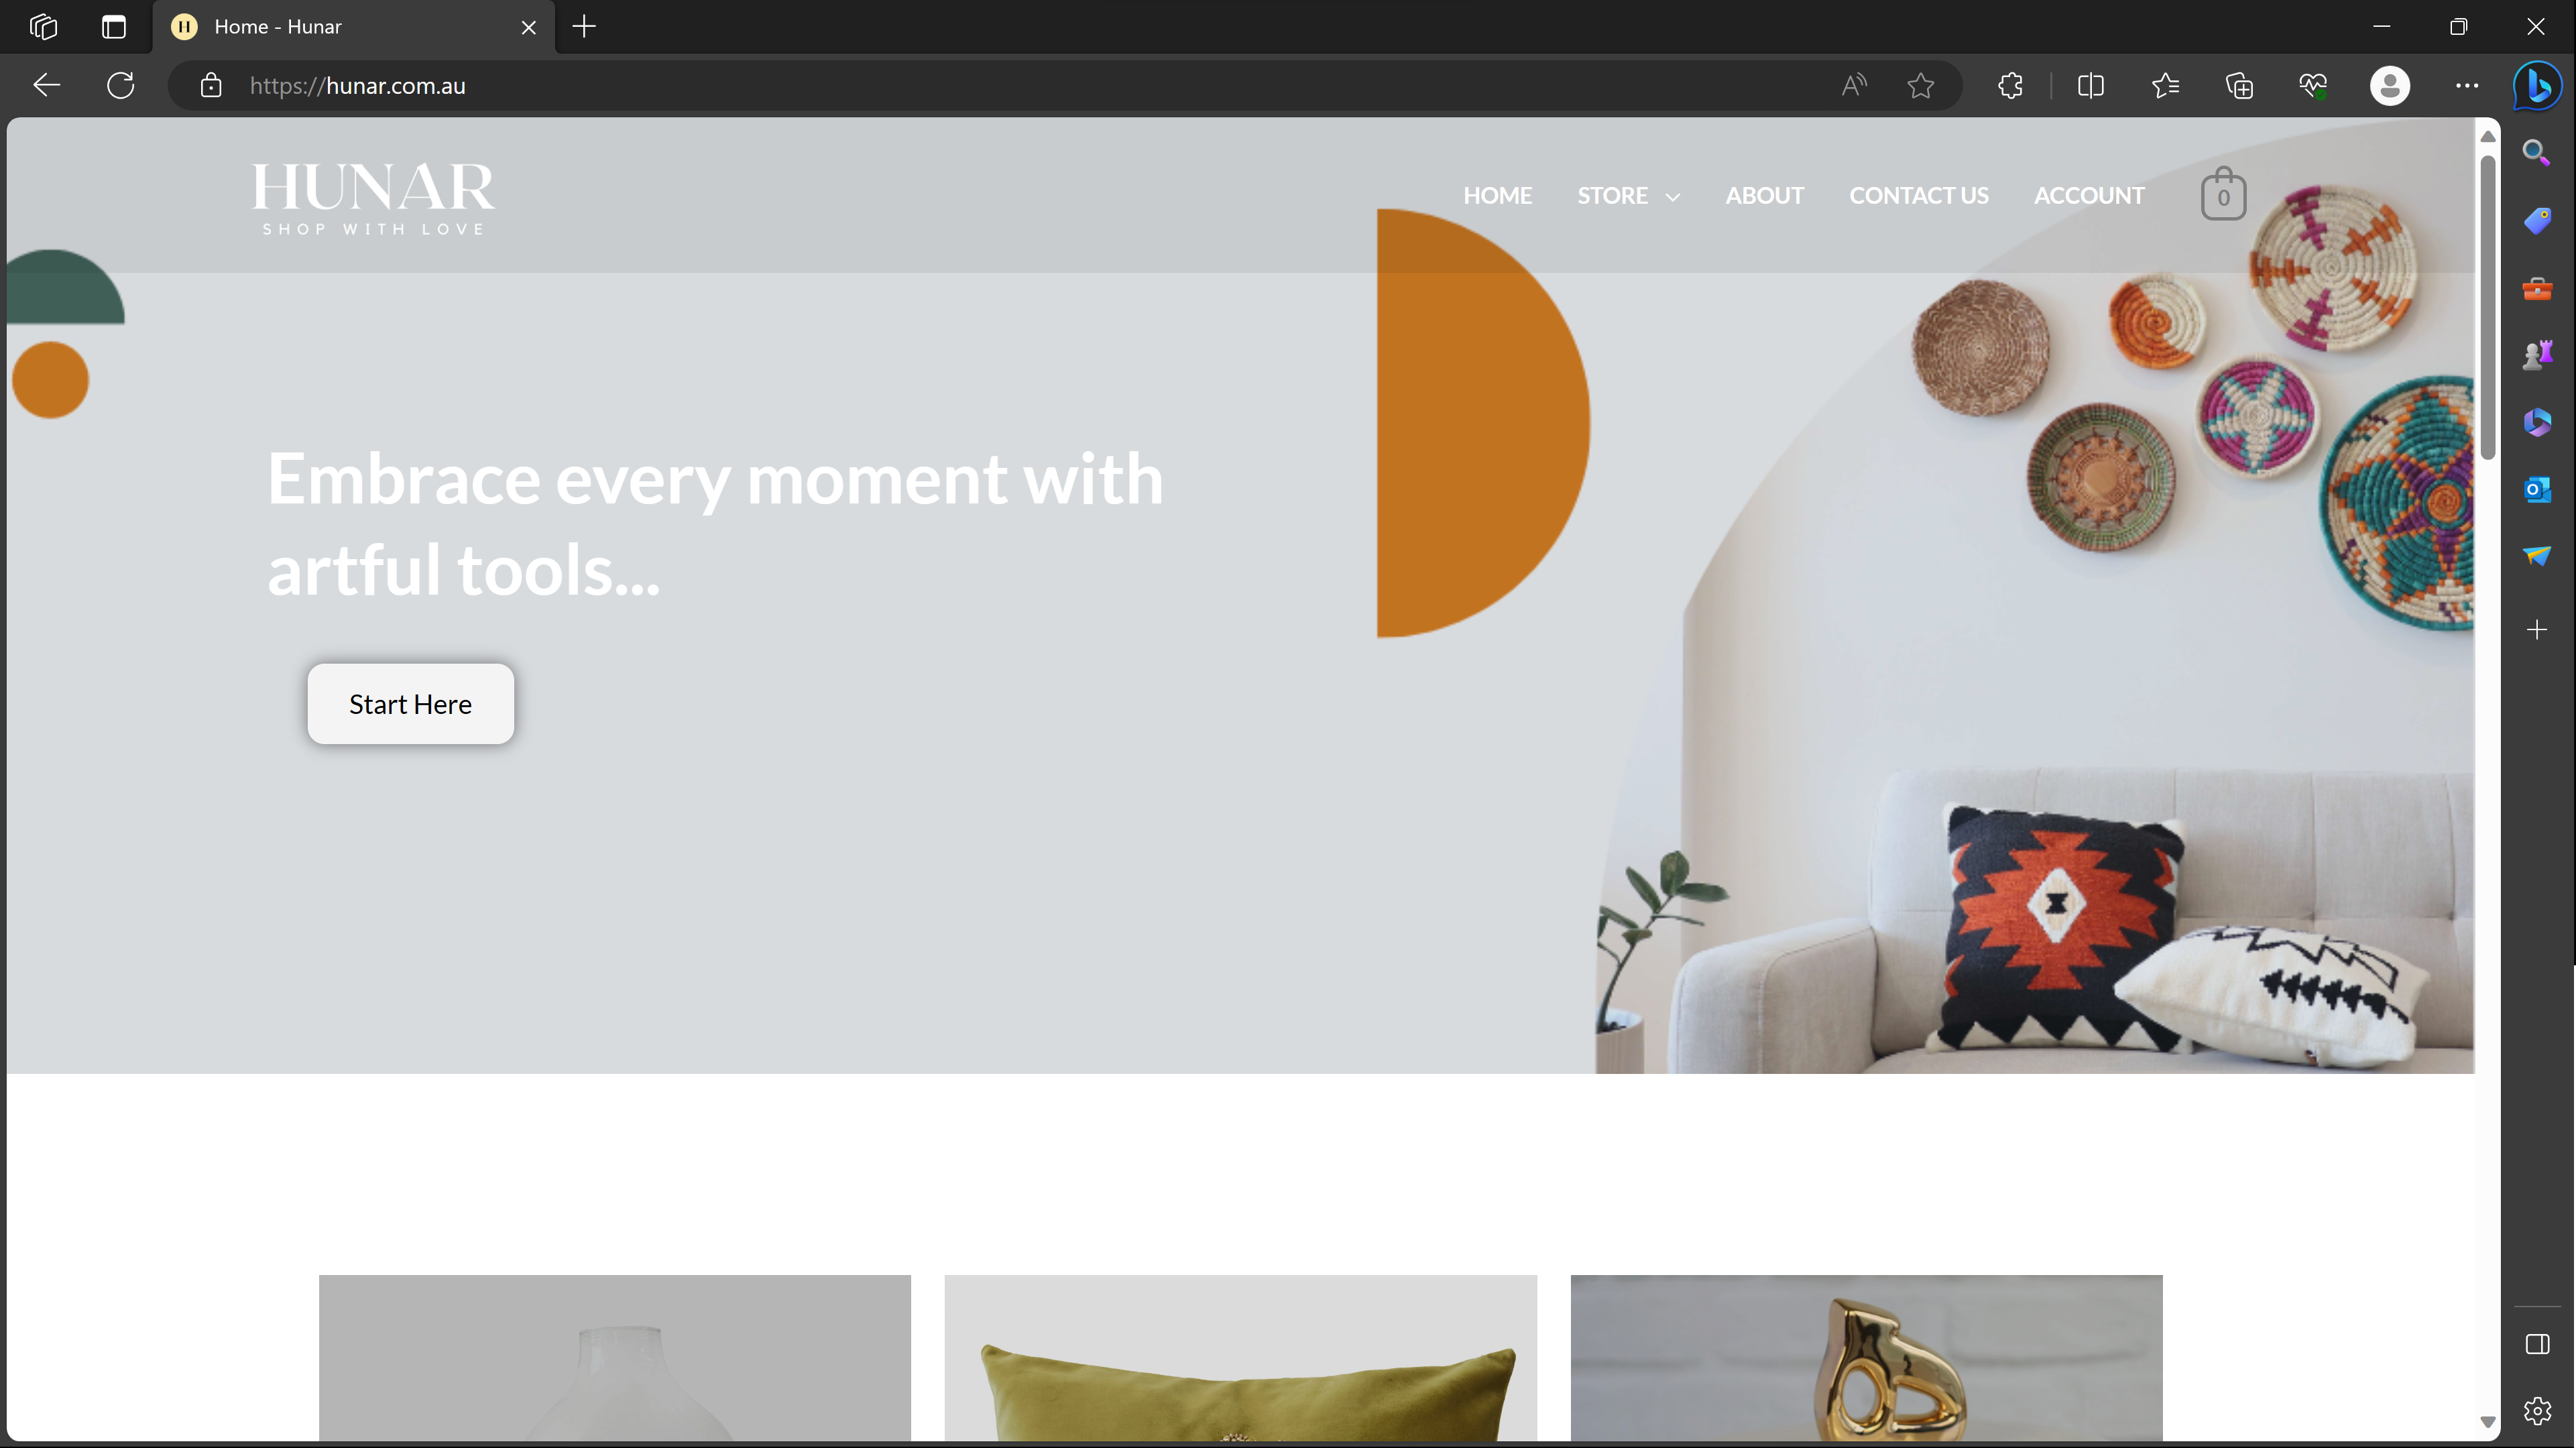 Home - Hunar
https://hunar.com.au
HUNAR
SHOP WITH LOVE
HOME
STORE
ABOUT
CONTACT US
ACCOUNT
0
Embrace every moment with
artful tools...
Start Here